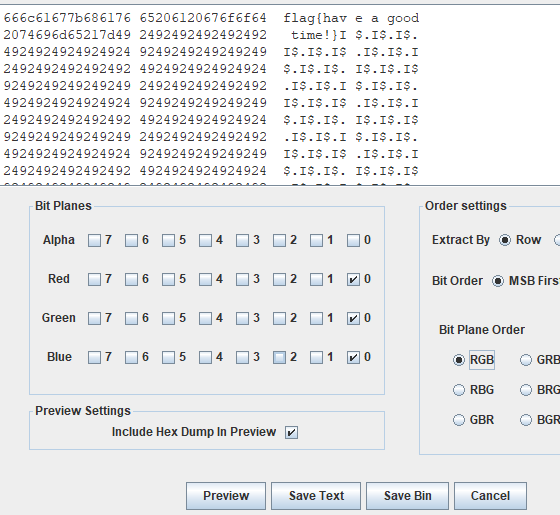 666c61677b686176 65206120676f6f64 flag{hav e a good
2074696d65217d49 2492492492492492 time!}I $.I$.I$.
4924924924924924 9249249249249249 I$.I$.I$ .I$.I$.I
2492492492492492 4924924924924924 $.I$.I$. I$.I$.I$
9249249249249249 2492492492492492 .I$.I$.I $.I$.I$.
4924924924924924 9249249249249249 I$.I$.I$ .I$.I$.I
2492492492492492 4924924924924924 $.I$.I$. I$.I$.I$
9249249249249249 2492492492492492 .I$.I$.I $.I$.I$.
4924924924924924 9249249249249249 I$.I$.I$ .I$.I$.I
2492492492492492 4924924924924924 $.I$.I$. I$.I$.I$
Bit Planes
Alpha 7 6 5 4 3 2 1 0
Red 7 6 5 4 3 2 1 0
Green 7 6 5 4 3 2 1 0
Blue 7 6 5 4 3 2 1 0
Preview Settings
Include Hex Dump In Preview
Order settings
Extract By Row
Bit Order MSB Firs
Bit Plane Order
RGB GRB
RBG BRG
GBR BGR
Preview Save Text Save Bin Cancel